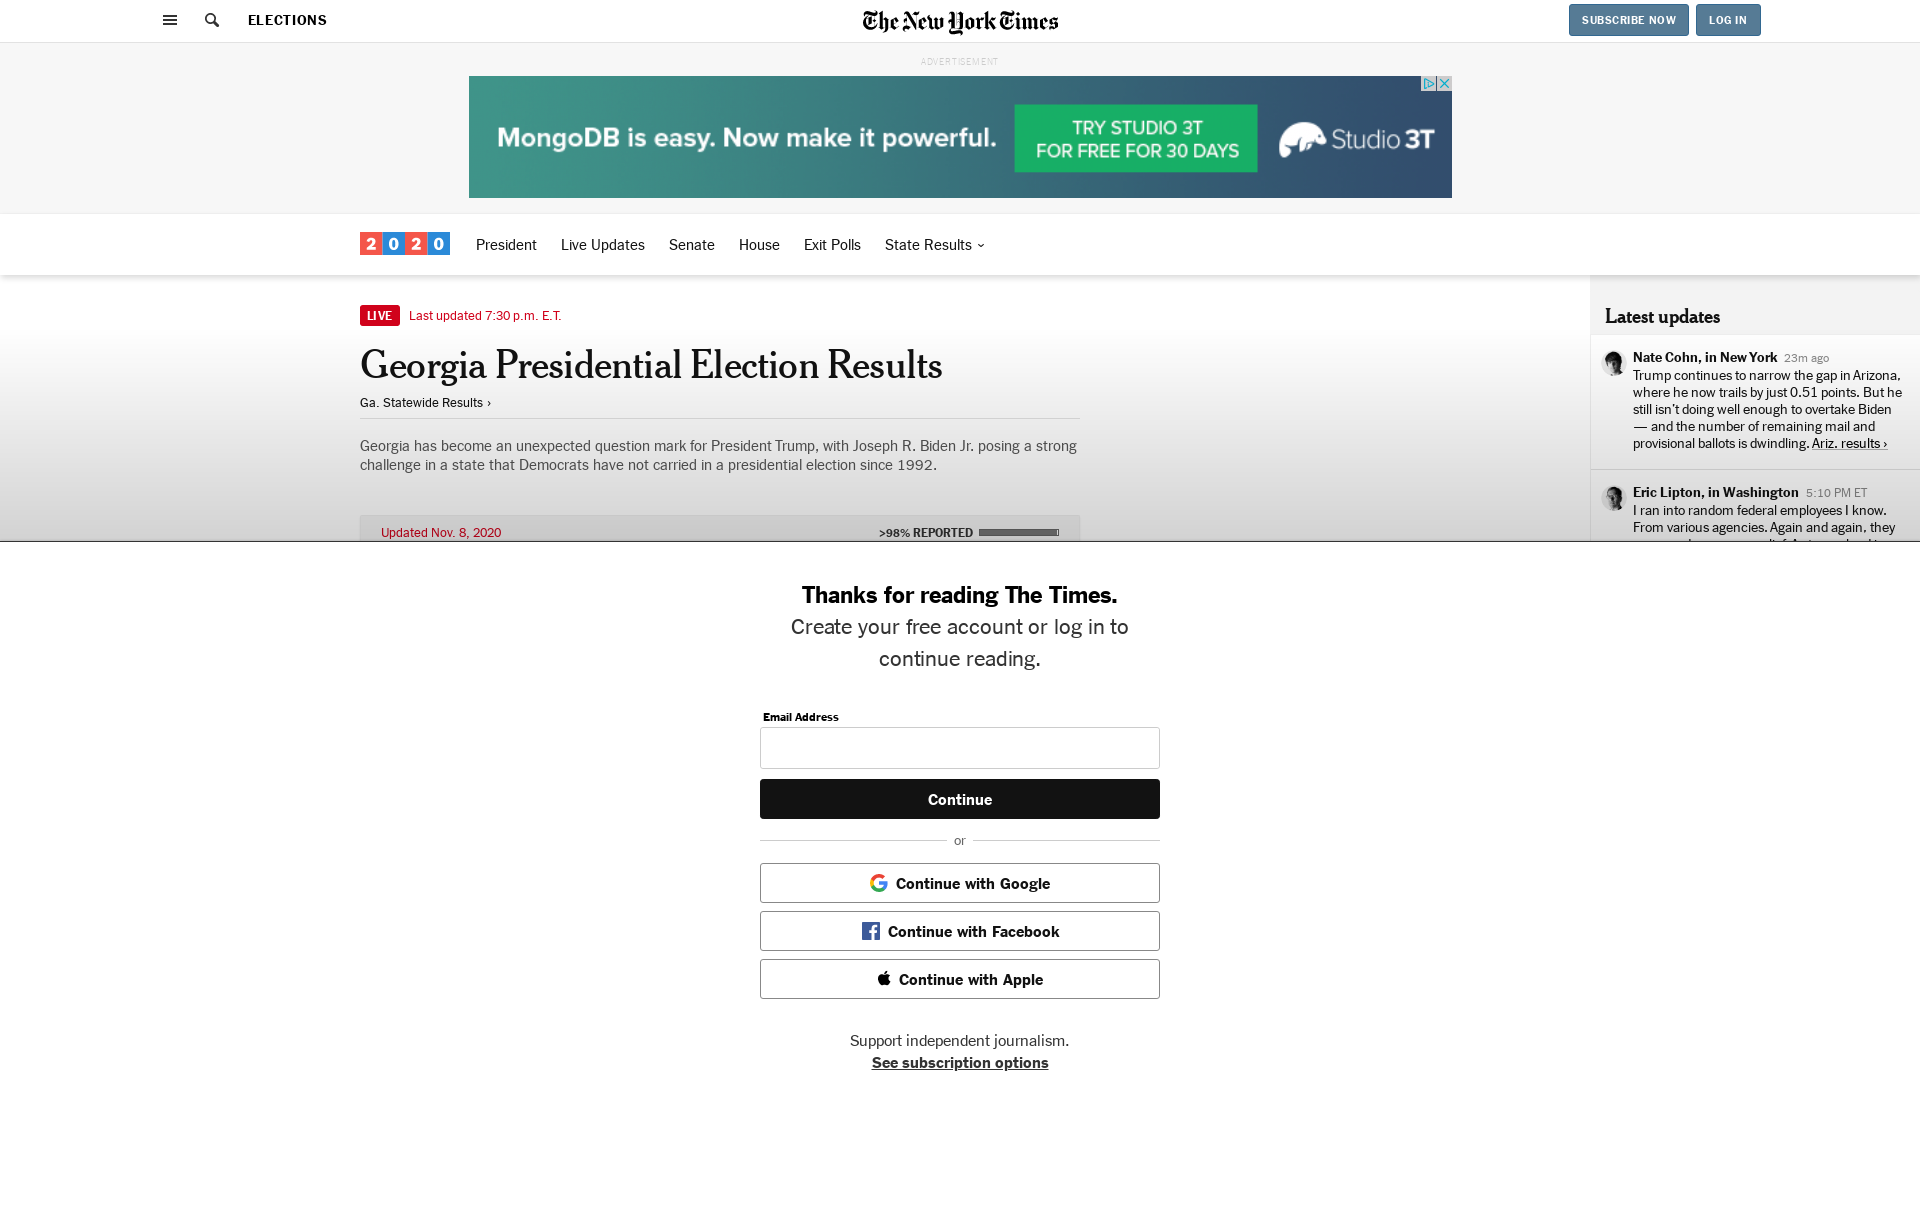 ELECTIONS
The New York Times
SUBSCRIBE NOW
LOG IN
ADVERTISEMENT
MongoDB is easy. Now make it powerful.
TRY STUDIO 3T
FOR FREE FOR 30 DAYS
Studio 3T
2020
President
Live Updates
Senate
House
Exit Polls
State Results
LIVE
Last updated 7:30 p.m. E.T.
Georgia Presidential Election Results
Ga. Statewide Results ›
Georgia has become an unexpected question mark for President Trump, with Joseph R. Biden Jr. posing a strong
challenge in a state that Democrats have not carried in a presidential election since 1992.
Updated Nov. 8, 2020
>98% REPORTED
Latest updates
Nate Cohn, in New York 23m ago
Trump continues to narrow the gap in Arizona,
where he now trails by just 0.51 points. But he
still isn't doing well enough to overtake Biden
— and the number of remaining mail and
provisional ballots is dwindling. Ariz. results ›
Eric Lipton, in Washington 5:10 PM ET
I ran into random federal employees I know.
From various agencies. Again and again, they
Thanks for reading The Times.
Create your free account or log in to
continue reading.
Email Address
Continue
or
Continue with Google
Continue with Facebook
Continue with Apple
Support independent journalism.
See subscription options